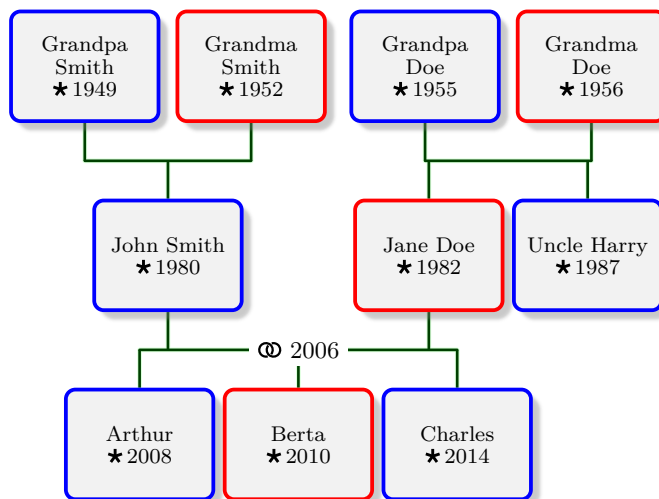 Grandpa
Smith
★ 1949
Grandma
Smith
★ 1952
Grandpa
Doe
★ 1955
Grandma
Doe
★ 1956
John Smith
★ 1980
Jane Doe
★ 1982
Uncle Harry
★ 1987
⚭ 2006
Arthur
★ 2008
Berta
★ 2010
Charles
★ 2014